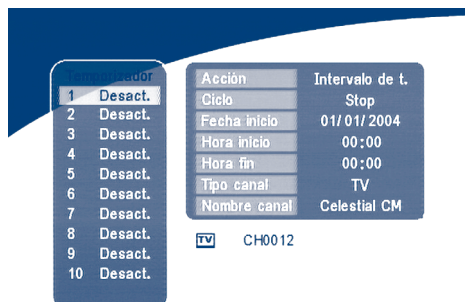 Temporizador
1 Desact.
2 Desact.
3 Desact.
4 Desact.
5 Desact.
6 Desact.
7 Desact.
8 Desact.
9 Desact.
10 Desact.
Acción Intervalo de t.
Ciclo Stop
Fecha inicio 01/01/2004
Hora inicio 00:00
Hora fin 00:00
Tipo canal TV
Nombre canal Celestial CM
TV CH0012